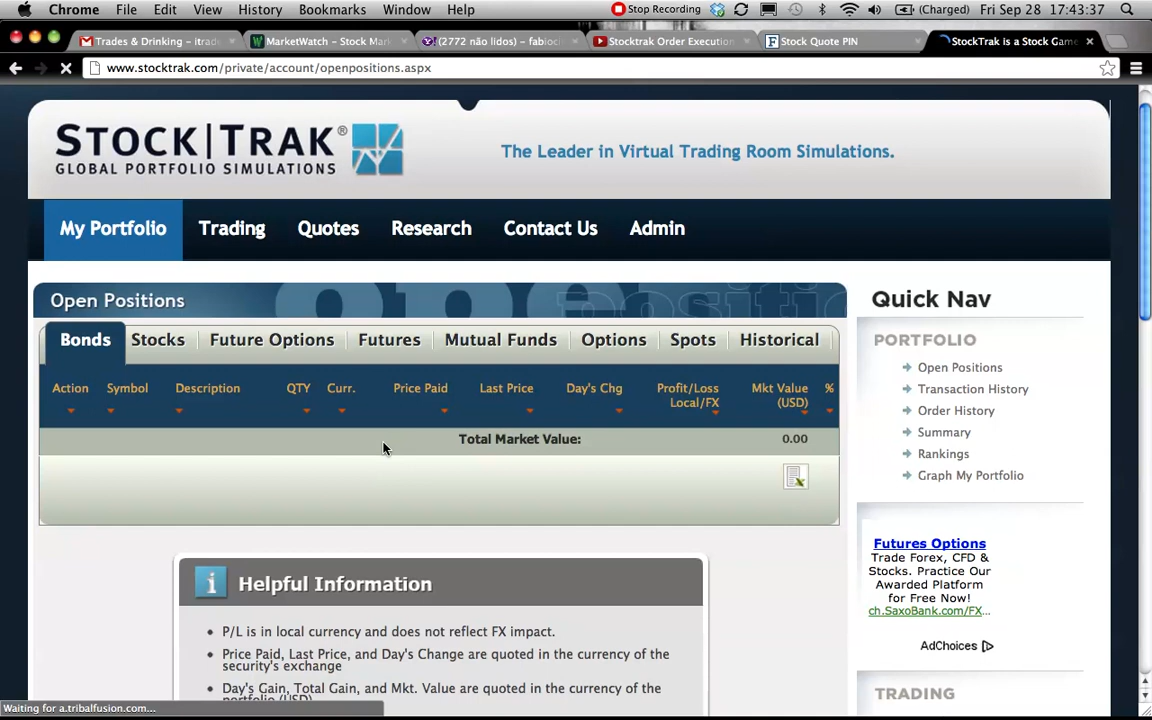 Chrome File Edit View History Bookmarks Window Help Stop Recording (Charged) Fri Sep 28 17:43:37
Trades & Drinking – itrad MarketWatch – Stock Mar (2772 não lidos) – fabioc Stocktrak Order Execution Stock Quote PIN StockTrak is a Stock Game
www.stocktrak.com/private/account/openpositions.aspx
STOCK|TRAK®
GLOBAL PORTFOLIO SIMULATIONS
The Leader in Virtual Trading Room Simulations.
My Portfolio Trading Quotes Research Contact Us Admin
Open Positions
Bonds Stocks Future Options Futures Mutual Funds Options Spots Historical
Action Symbol Description QTY Curr. Price Paid Last Price Day's Chg Profit/Loss Local/FX Mkt Value (USD) %
Total Market Value: 0.00
Helpful Information
P/L is in local currency and does not reflect FX impact.
Price Paid, Last Price, and Day's Change are quoted in the currency of the
security's exchange
Day's Gain, Total Gain, and Mkt. Value are quoted in the currency of the
portfolio (USD)
Quick Nav
PORTFOLIO
Open Positions
Transaction History
Order History
Summary
Rankings
Graph My Portfolio
Futures Options
Trade Forex, CFD &
Stocks. Practice Our
Awarded Platform
for Free Now!
ch.SaxoBank.com/FX...
AdChoices
TRADING
Waiting for a.tribalfusion.com...